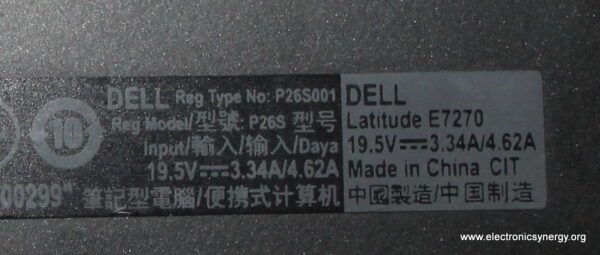 DELL Reg Type No: P26S001
Reg Model/型號: P26S 型号
Input/輸入/输入/Daya
19.5V⎓3.34A/4.62A
00299" 筆記型電腦/便携式计算机
10
DELL
Latitude E7270
19.5V⎓3.34A/4.62A
Made in China CIT
中國製造/中国制造
www.electronicsynergy.org